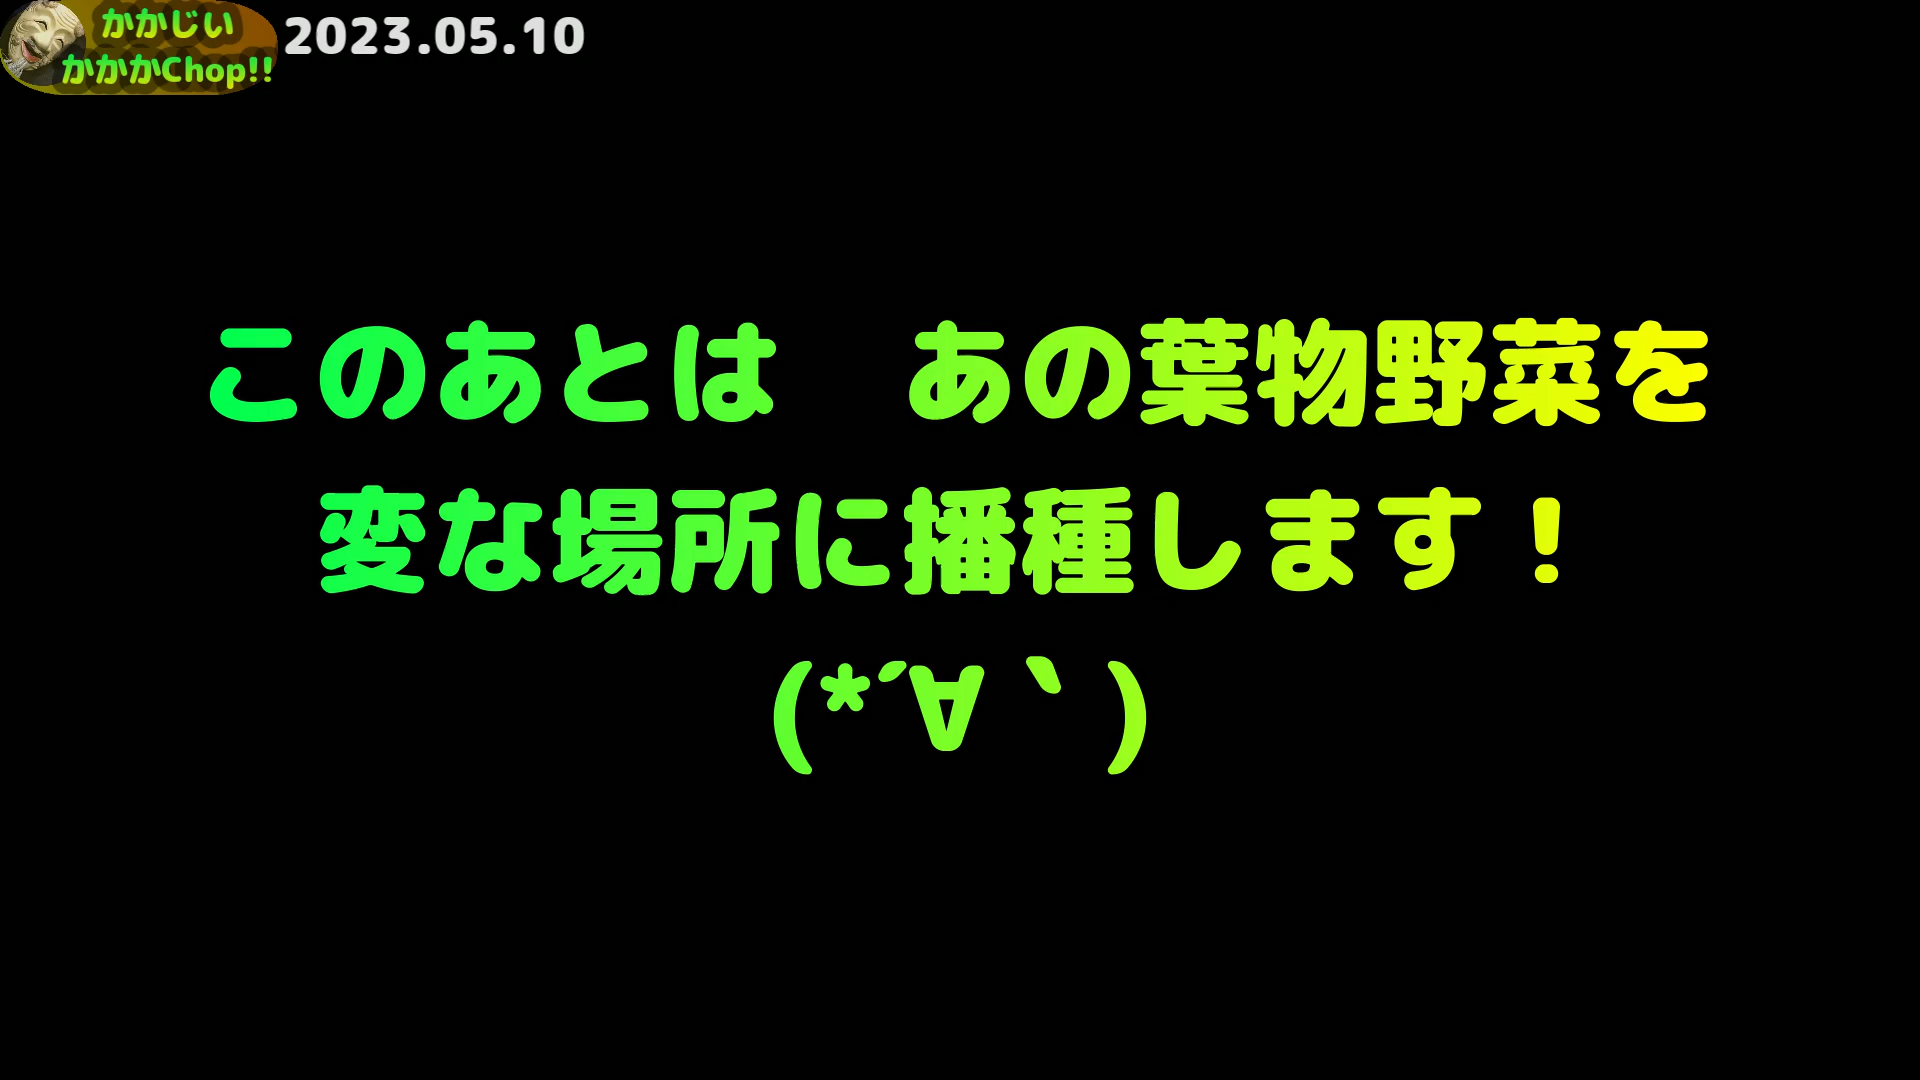 かかじい
かかかChop!!
2023.05.10
このあとは　あの葉物野菜を
変な場所に播種します！
(*´∀｀)